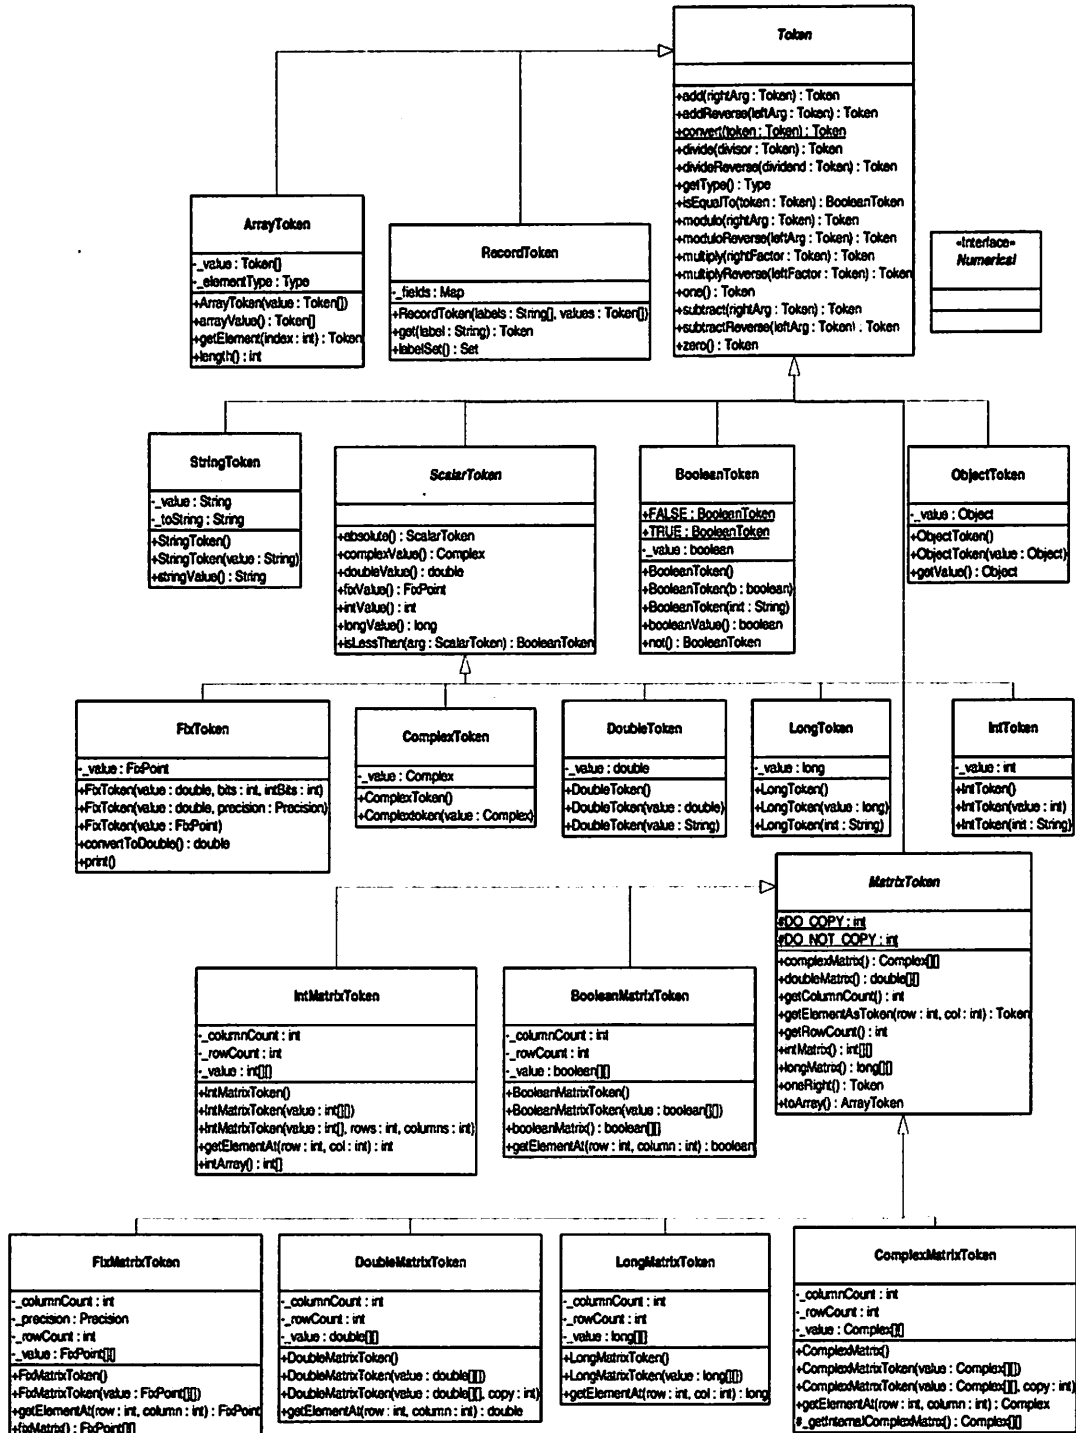 Token
+add(rightArg : Token) : Token
+addReverse(leftArg : Token) : Token
+convert(token : Token) : Token
+divide(divisor : Token) : Token
+divideReverse(dividend : Token) : Token
+getType() : Type
+isEqualTo(token : Token) : BooleanToken
+modulo(rightArg : Token) : Token
+moduloReverse(leftArg : Token) : Token
+multiply(rightFactor : Token) : Token
+multiplyReverse(leftFactor : Token) : Token
+one() : Token
+subtract(rightArg : Token) : Token
+subtractReverse(leftArg : Token) : Token
+zero() : Token
ArrayToken
-_value : Token[]
-_elementType : Type
+ArrayToken(value : Token[])
+arrayValue() : Token[]
+getElement(index : int) : Token
+length() : int
RecordToken
-_fields : Map
+RecordToken(labels : String[], values : Token[])
+get(label : String) : Token
+labelSet() : Set
«Interface»
Numerical
StringToken
-_value : String
-_toString : String
+StringToken()
+StringToken(value : String)
+stringValue() : String
ScalarToken
+absolute() : ScalarToken
+complexValue() : Complex
+doubleValue() : double
+fixValue() : FixPoint
+intValue() : int
+longValue() : long
+isLessThan(arg : ScalarToken) : BooleanToken
BooleanToken
+FALSE : BooleanToken
+TRUE : BooleanToken
-_value : boolean
+BooleanToken()
+BooleanToken(b : boolean)
+BooleanToken(init : String)
+booleanValue() : boolean
+not() : BooleanToken
ObjectToken
-_value : Object
+ObjectToken()
+ObjectToken(value : Object)
+getValue() : Object
FixToken
-_value : FixPoint
+FixToken(value : double, bits : int, intBits : int)
+FixToken(value : double, precision : Precision)
+FixToken(value : FixPoint)
+convertToDouble() : double
+print()
ComplexToken
-_value : Complex
+ComplexToken()
+Complextoken(value : Complex)
DoubleToken
-_value : double
+DoubleToken()
+DoubleToken(value : double)
+DoubleToken(value : String)
LongToken
-_value : long
+LongToken()
+LongToken(value : long)
+LongToken(init : String)
IntToken
-_value : int
+IntToken()
+IntToken(value : int)
+IntToken(init : String)
MatrixToken
#DO_COPY : int
#DO_NOT_COPY : int
+complexMatrix() : Complex[][]
+doubleMatrix() : double[][]
+getColumnCount() : int
+getElementAsToken(row : int, col : int) : Token
+getRowCount() : int
+intMatrix() : int[][]
+longMatrix() : long[][]
+oneRight() : Token
+toArray() : ArrayToken
IntMatrixToken
-_columnCount : int
-_rowCount : int
-_value : int[][]
+IntMatrixToken()
+IntMatrixToken(value : int[][])
+IntMatrixToken(value : int[], rows : int, columns : int)
+getElementAt(row : int, col : int) : int
+intArray() : int[]
BooleanMatrixToken
-_columnCount : int
-_rowCount : int
-_value : boolean[][]
+BooleanMatrixToken()
+BooleanMatrixToken(value : boolean[][])
+booleanMatrix() : boolean[][]
+getElementAt(row : int, column : int) : boolean
FixMatrixToken
-_columnCount : int
-_precision : Precision
-_rowCount : int
-_value : FixPoint[][]
+FixMatrixToken()
+FixMatrixToken(value : FixPoint[][])
+getElementAt(row : int, column : int) : FixPoint
+fixMatrix() : FixPoint[][]
DoubleMatrixToken
-_columnCount : int
-_rowCount : int
-_value : double[][]
+DoubleMatrixToken()
+DoubleMatrixToken(value : double[][])
+DoubleMatrixToken(value : double[][], copy : int)
+getElementAt(row : int, column : int) : double
LongMatrixToken
-_columnCount : int
-_rowCount : int
-_value : long[][]
+LongMatrixToken()
+LongMatrixToken(value : long[][])
+getElementAt(row : int, col : int) : long
ComplexMatrixToken
-_columnCount : int
-_rowCount : int
-_value : Complex[][]
+ComplexMatrix()
+ComplexMatrixToken(value : Complex[][])
+ComplexMatrixToken(value : Complex[][], copy : int)
+getElementAt(row : int, column : int) : Complex
#_getInternalComplexMatrix() : Complex[][]